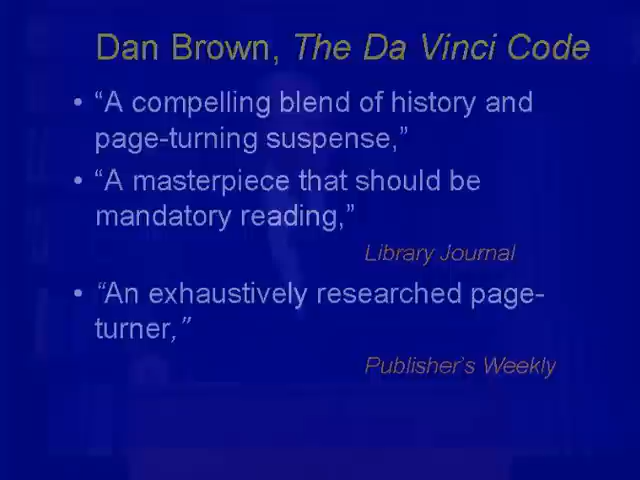 Dan Brown, The Da Vinci Code
• “A compelling blend of history and
page-turning suspense,”
• “A masterpiece that should be
mandatory reading,”
Library Journal
• “An exhaustively researched page-
turner,”
Publisher’s Weekly